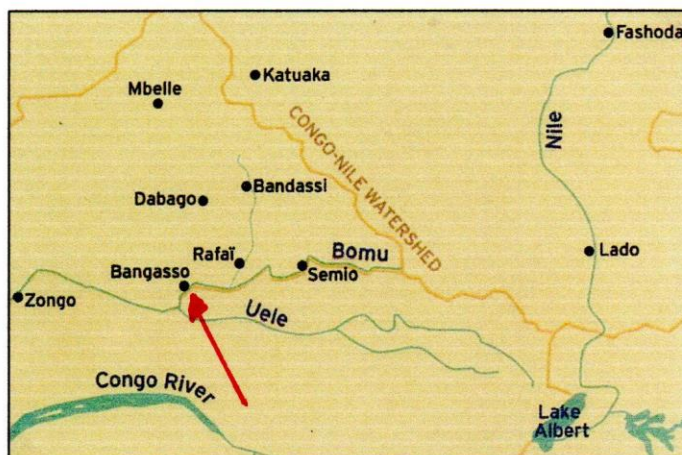 Fashoda
Katuaka
Mbelle
Nile
CONGO-NILE WATERSHED
Bandassi
Dabago
Rafaï
Bomu
Lado
Bangasso
Semio
Zongo
Uele
Congo River
Lake
Albert